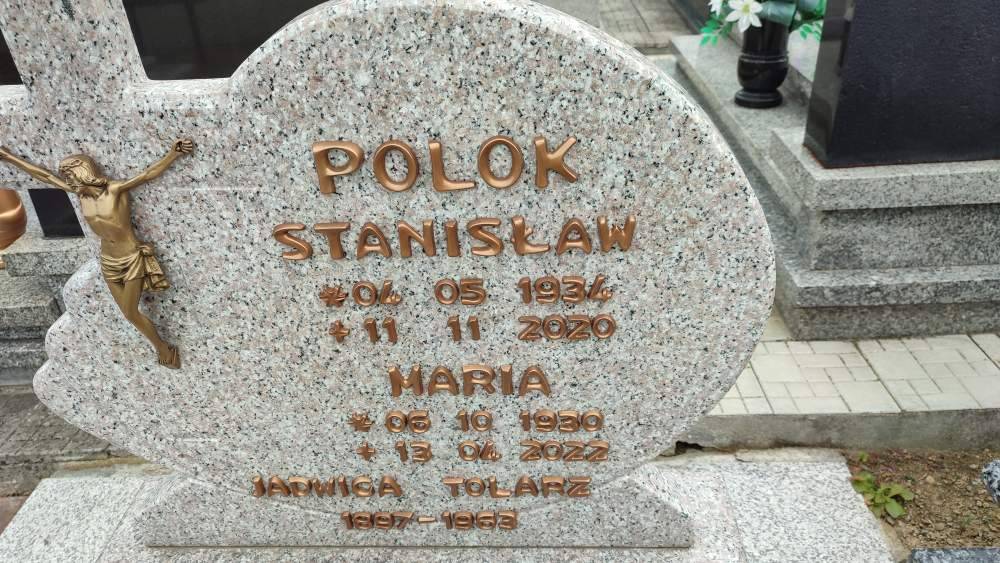 POLOK
STANISŁAW
* 04 05 1934
+ 11 11 2020
MARIA
* 06 10 1930
+ 13 04 2022
JADWIGA TOLARZ
1897-1963